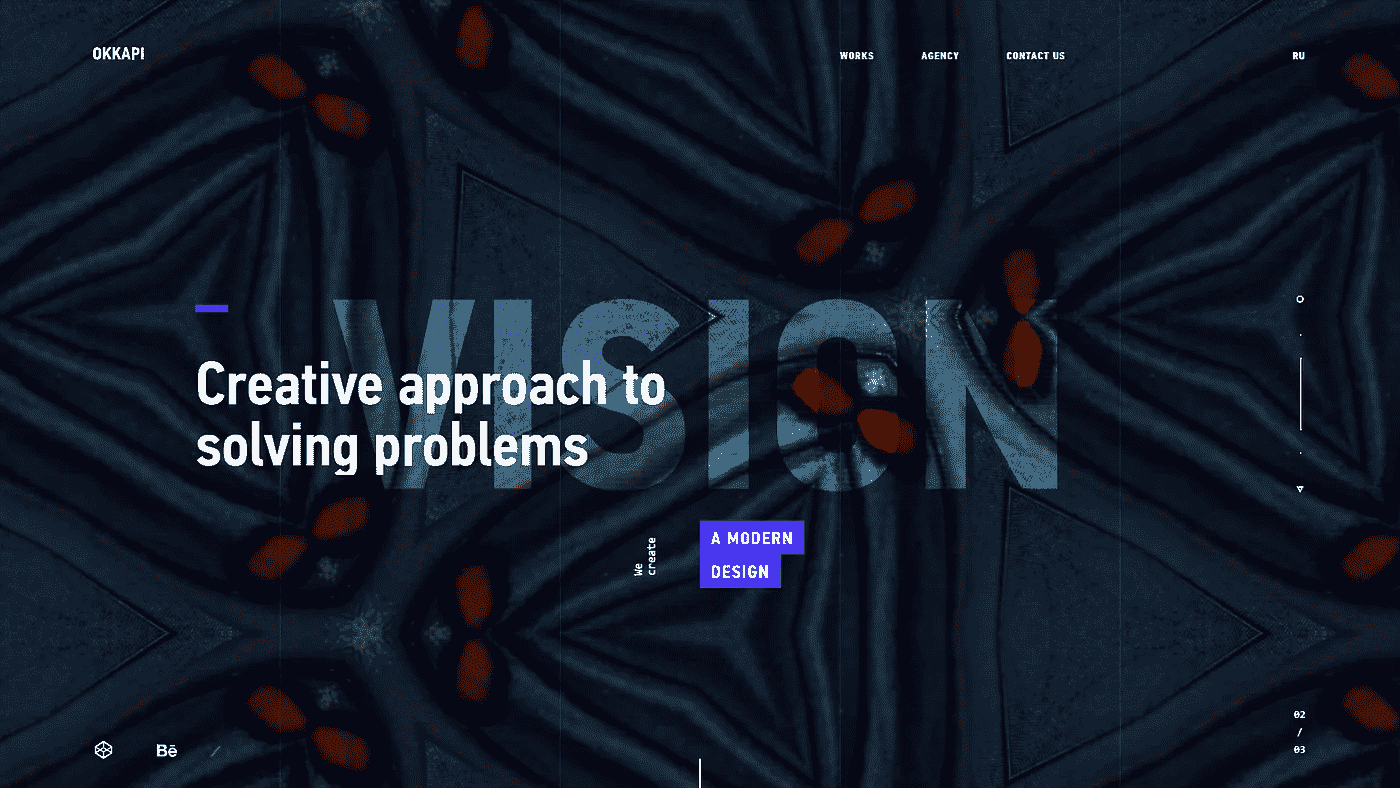 OKKAPI
WORKS
AGENCY
CONTACT US
RU
VISION
Creative approach to
solving problems
We
create
A MODERN
DESIGN
Bē
02
/
03